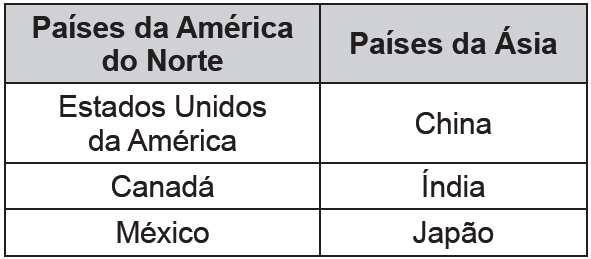 Países da América
do Norte
Países da Ásia
Estados Unidos
da América
China
Canadá
Índia
México
Japão